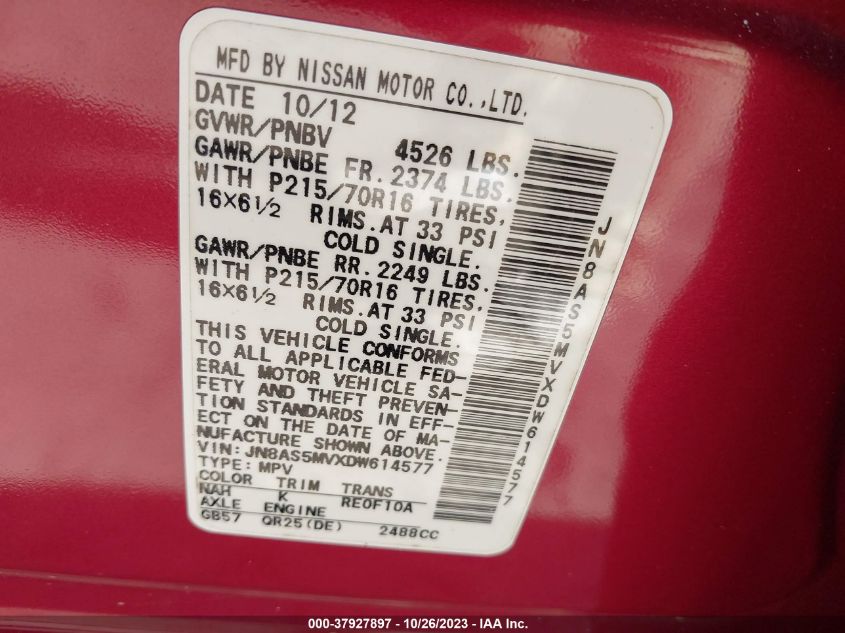 MFD BY NISSAN MOTOR CO.,LTD.
DATE 10/12
GVWR/PNBV 4526 LBS.
GAWR/PNBE FR. 2374 LBS.
WITH P215/70R16 TIRES,
16X6½ RIMS. AT 33 PSI
COLD SINGLE.
GAWR/PNBE RR. 2249 LBS.
WITH P215/70R16 TIRES,
16X6½ RIMS. AT 33 PSI
COLD SINGLE.
THIS VEHICLE CONFORMS
TO ALL APPLICABLE FED-
ERAL MOTOR VEHICLE SA-
FETY AND THEFT PREVEN-
TION STANDARDS IN EFF-
ECT ON THE DATE OF MA-
NUFACTURE SHOWN ABOVE.
VIN: JN8AS5MVXDW614577
TYPE: MPV
COLOR TRIM TRANS
NAH K RE0F10A
AXLE ENGINE
GB57 QR25(DE) 2488CC
JN8AS5MVXDW614577
000-37927897 - 10/26/2023 - IAA Inc.